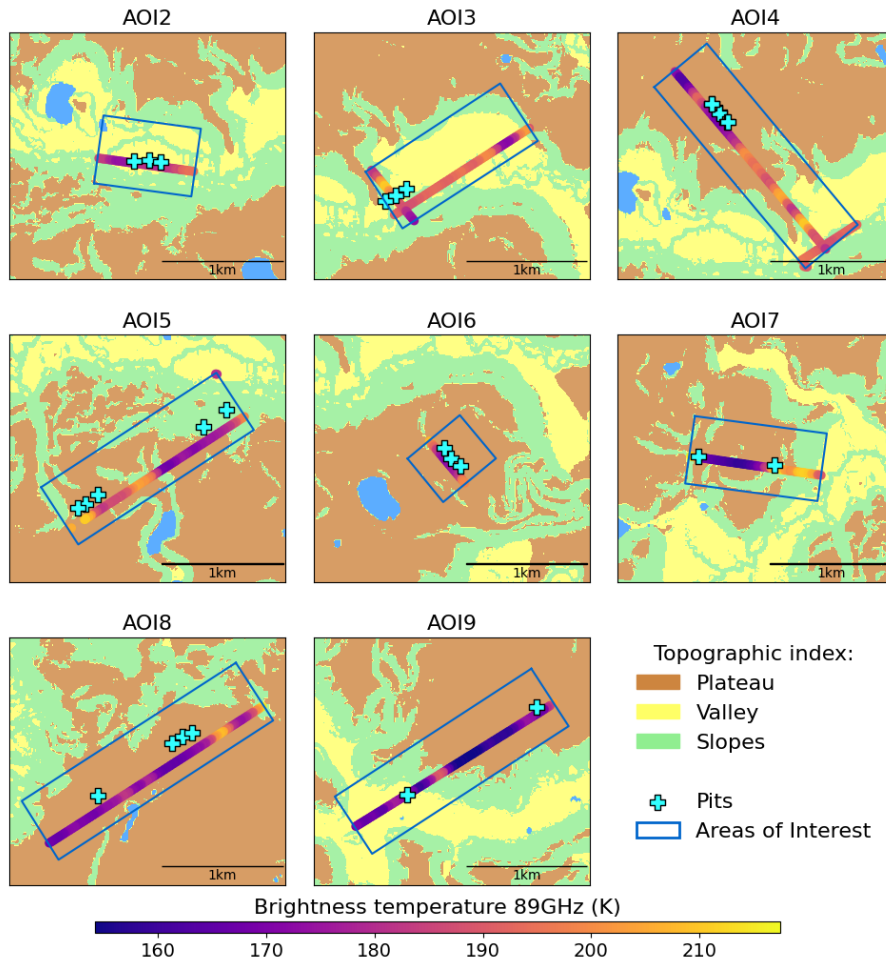 AOI2
AOI3
AOI4
1km
1km
1km
AOI5
AOI6
AOI7
1km
1km
1km
AOI8
AOI9
Topographic index:
Plateau
Valley
Slopes
Pits
Areas of Interest
1km
1km
Brightness temperature 89GHz (K)
160 170 180 190 200 210